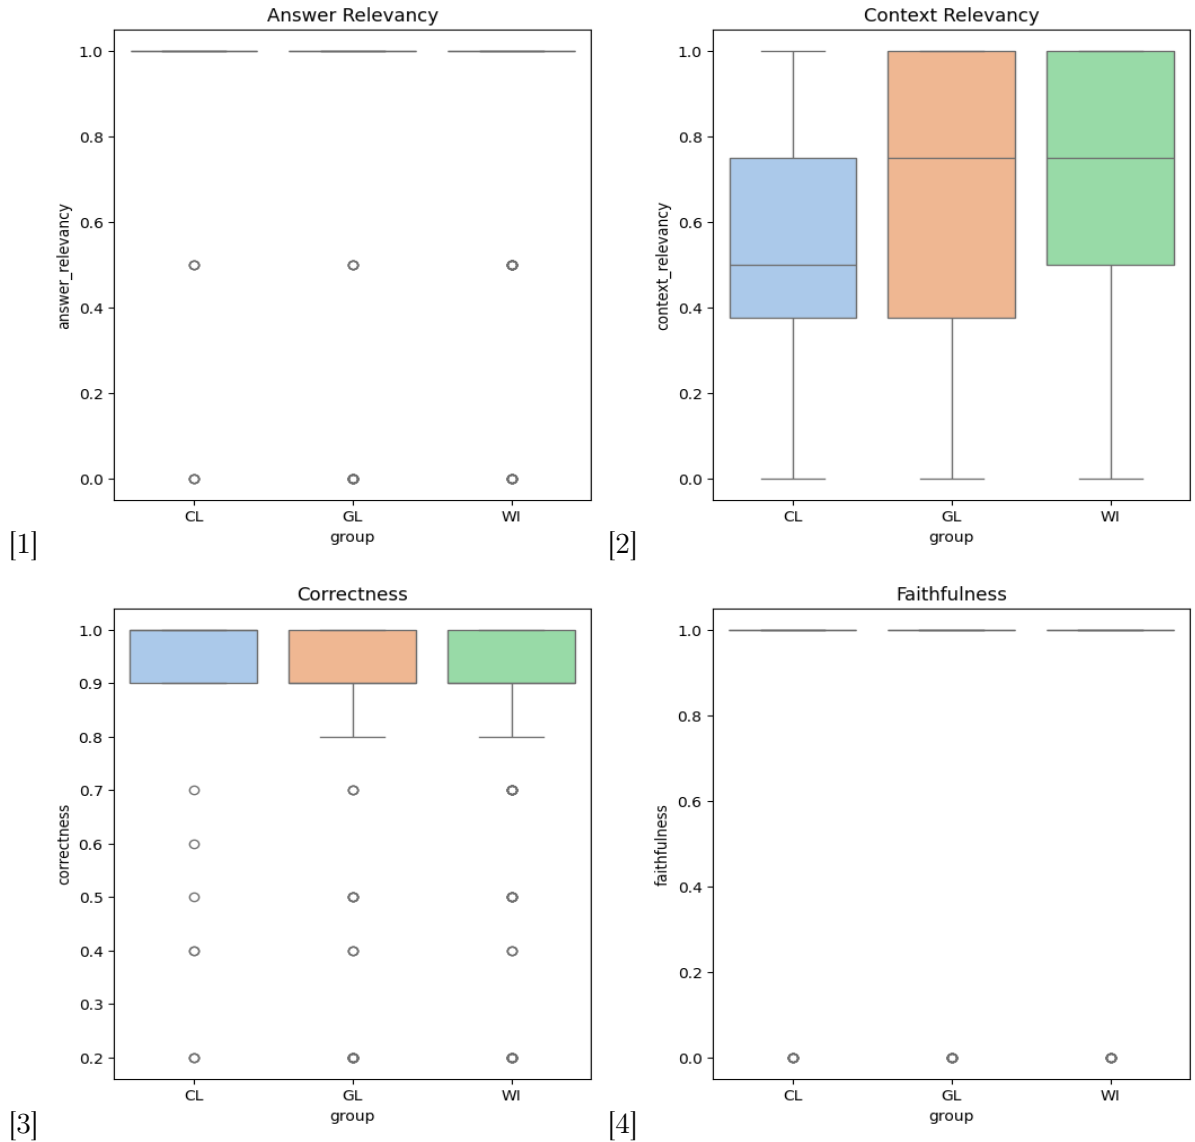 Answer Relevancy
1.0
0.8
0.6
0.4
0.2
0.0
answer_relevancy
CL GL WI
group
[1]
Context Relevancy
1.0
0.8
0.6
0.4
0.2
0.0
context_relevancy
CL GL WI
group
[2]
Correctness
1.0
0.9
0.8
0.7
0.6
0.5
0.4
0.3
0.2
correctness
CL GL WI
group
[3]
Faithfulness
1.0
0.8
0.6
0.4
0.2
0.0
faithfulness
CL GL WI
group
[4]